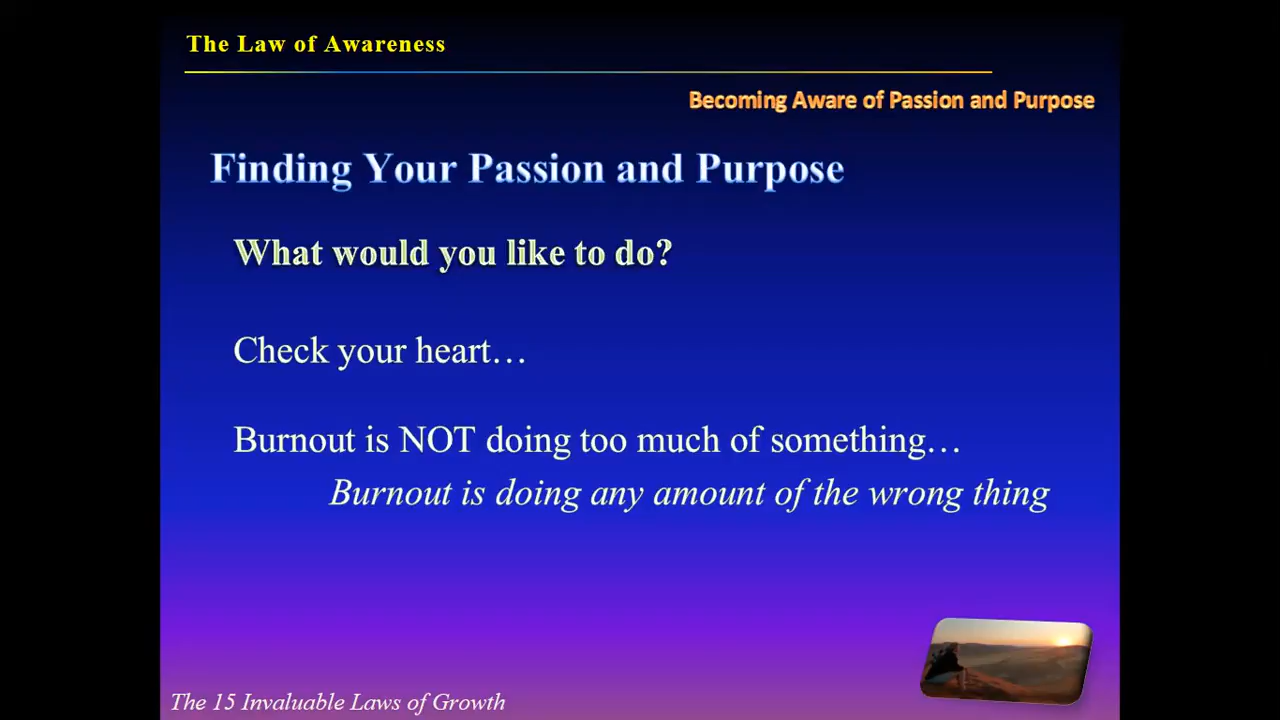 The Law of Awareness
Becoming Aware of Passion and Purpose
Finding Your Passion and Purpose
What would you like to do?
Check your heart…
Burnout is NOT doing too much of something…
Burnout is doing any amount of the wrong thing
The 15 Invaluable Laws of Growth